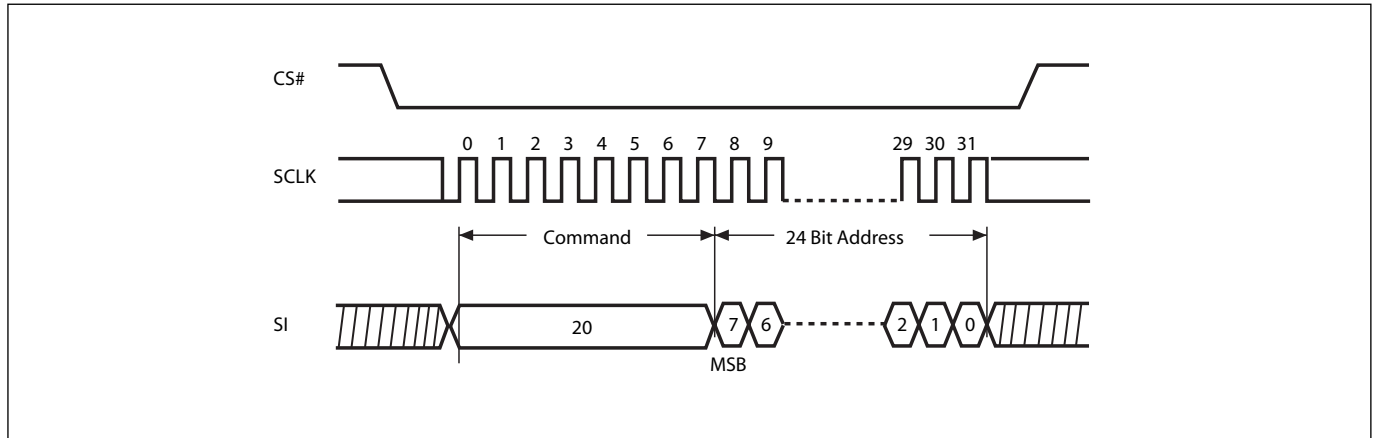 CS#
0 1 2 3 4 5 6 7 8 9 29 30 31
SCLK
Command 24 Bit Address
SI 20 7 6 2 1 0
MSB